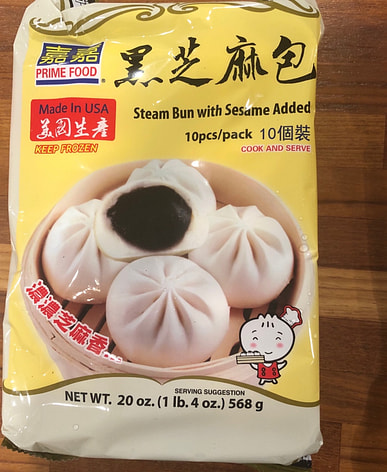 嘉嘉
PRIME FOOD
黑芝麻包
Made In USA
美國生產
KEEP FROZEN
Steam Bun with Sesame Added
10pcs/pack 10個裝
COOK AND SERVE
濃濃芝麻香
SERVING SUGGESTION
NET WT. 20 oz. (1 lb. 4 oz.) 568 g